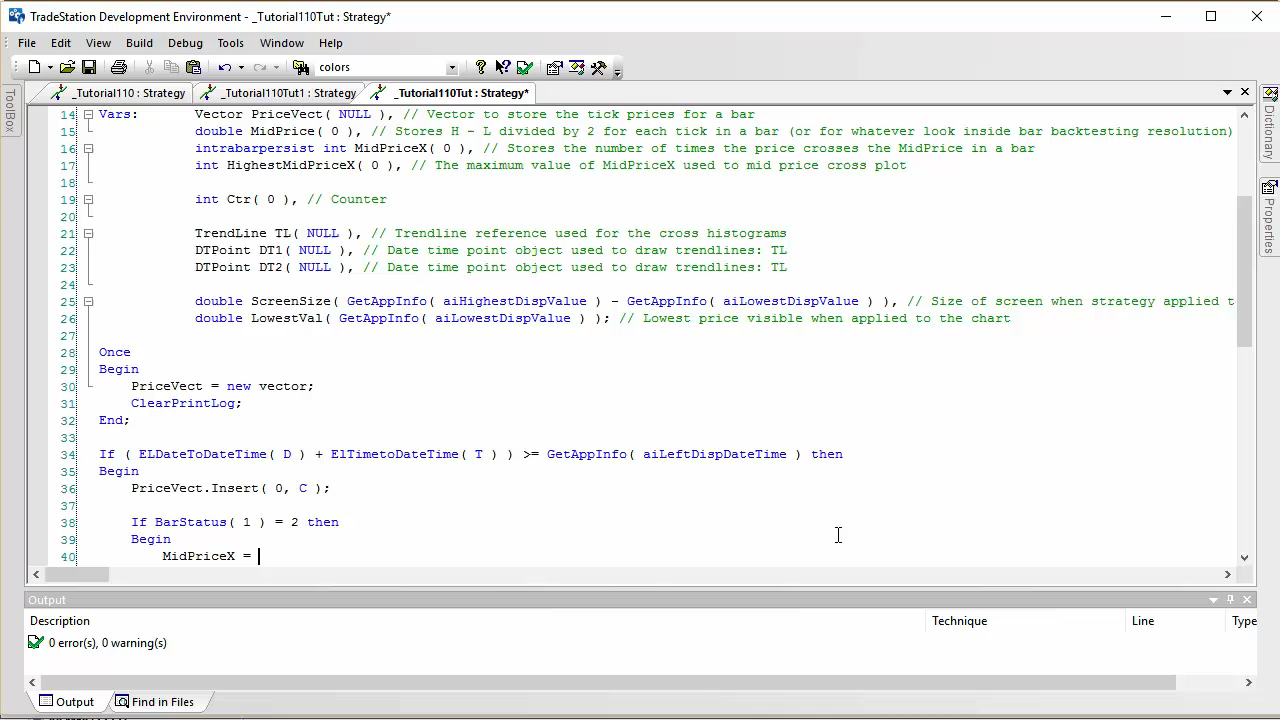 TradeStation Development Environment - _Tutorial110Tut : Strategy*
File Edit View Build Debug Tools Window Help
colors
_Tutorial110 : Strategy _Tutorial110Tut1 : Strategy _Tutorial110Tut : Strategy*
ToolBox
Dictionary
Properties
14 Vars: Vector PriceVect( NULL ), // Vector to store the tick prices for a bar
15 double MidPrice( 0 ), // Stores H - L divided by 2 for each tick in a bar (or for whatever look inside bar backtesting resolution)
16 intrabarpersist int MidPriceX( 0 ), // Stores the number of times the price crosses the MidPrice in a bar
17 int HighestMidPriceX( 0 ), // The maximum value of MidPriceX used to mid price cross plot
18
19 int Ctr( 0 ), // Counter
20
21 TrendLine TL( NULL ), // Trendline reference used for the cross histograms
22 DTPoint DT1( NULL ), // Date time point object used to draw trendlines: TL
23 DTPoint DT2( NULL ), // Date time point object used to draw trendlines: TL
24
25 double ScreenSize( GetAppInfo( aiHighestDispValue ) - GetAppInfo( aiLowestDispValue ) ), // Size of screen when strategy applied t
26 double LowestVal( GetAppInfo( aiLowestDispValue ) ); // Lowest price visible when applied to the chart
27
28 Once
29 Begin
30 PriceVect = new vector;
31 ClearPrintLog;
32 End;
33
34 If ( ELDateToDateTime( D ) + ElTimetoDateTime( T ) ) >= GetAppInfo( aiLeftDispDateTime ) then
35 Begin
36 PriceVect.Insert( 0, C );
37
38 If BarStatus( 1 ) = 2 then
39 Begin
40 MidPriceX =
Output
Description Technique Line Type
0 error(s), 0 warning(s)
Output Find in Files